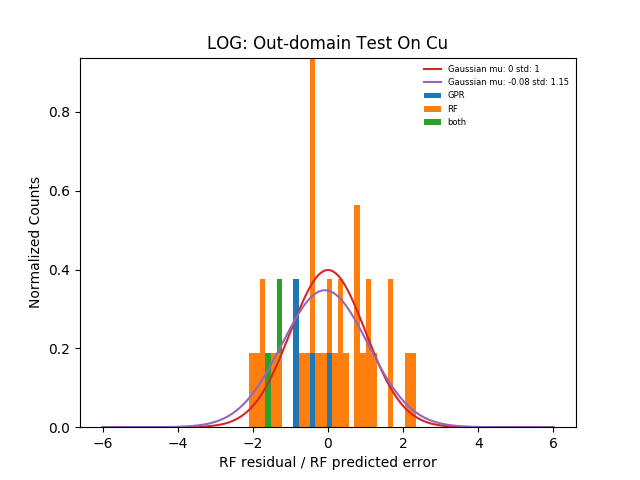 LOG: Out-domain Test On Cu
Gaussian mu: 0 std: 1
Gaussian mu: -0.08 std: 1.15
GPR
RF
both
Normalized Counts
0.8
0.6
0.4
0.2
0.0
−6 −4 −2 0 2 4 6
RF residual / RF predicted error